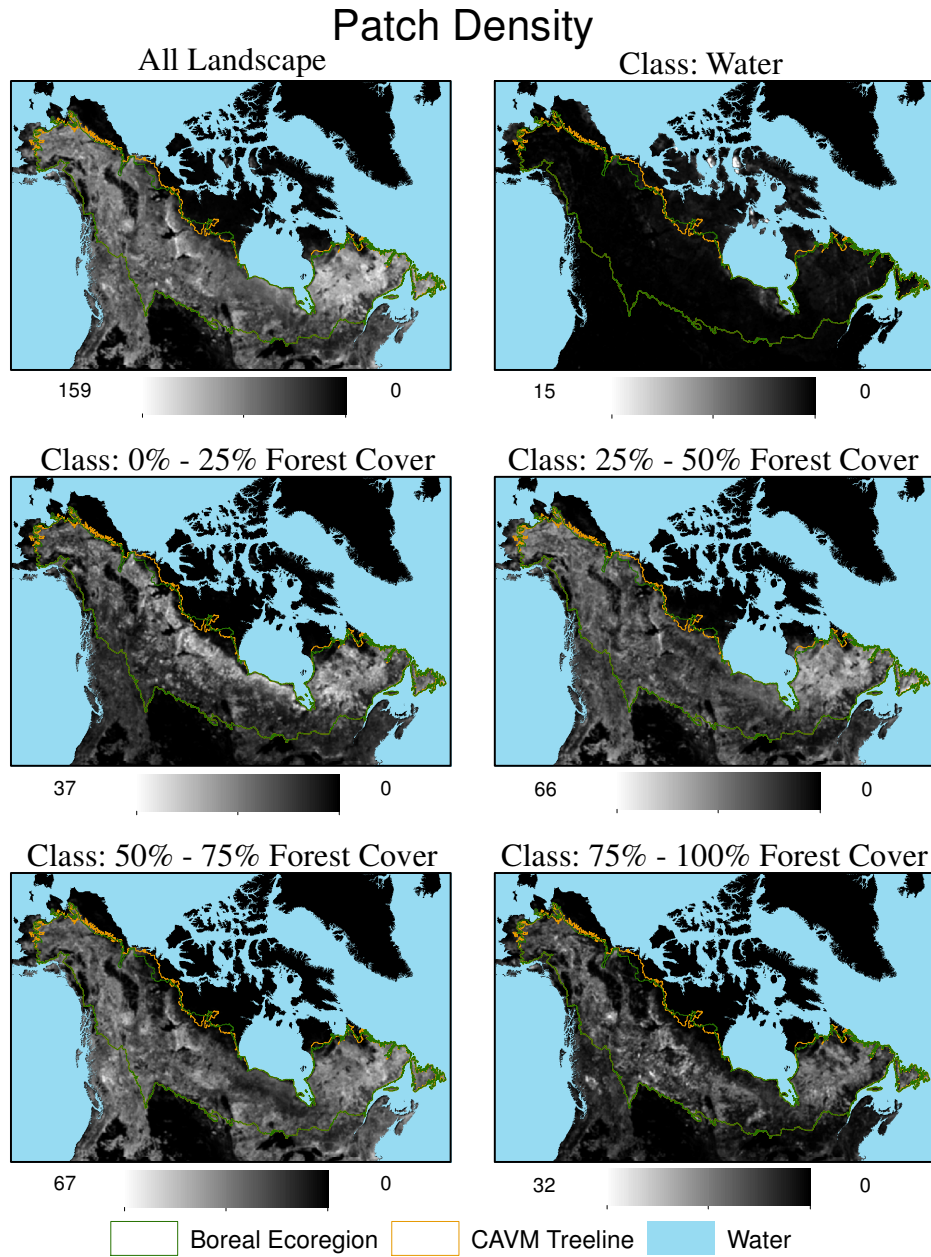 Patch Density
All Landscape
Class: Water
159 0
15 0
Class: 0% - 25% Forest Cover
Class: 25% - 50% Forest Cover
37 0
66 0
Class: 50% - 75% Forest Cover
Class: 75% - 100% Forest Cover
67 0
32 0
Boreal Ecoregion CAVM Treeline Water